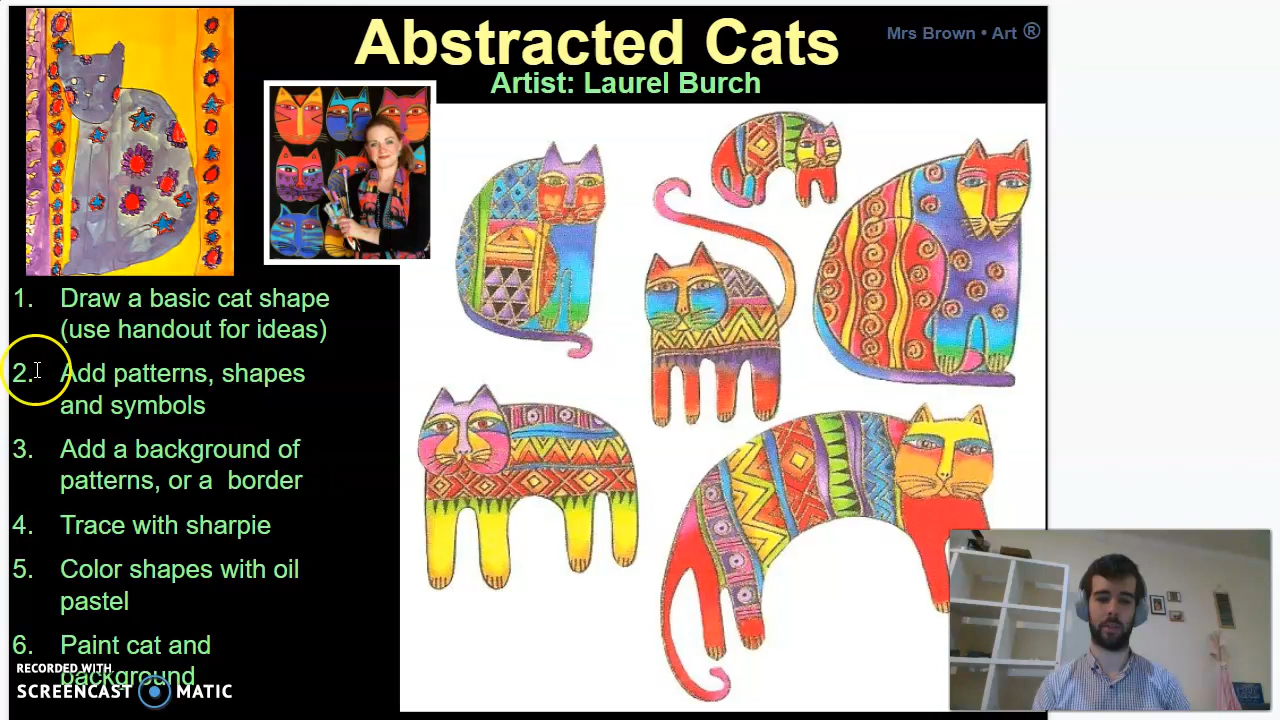 Abstracted Cats
Mrs Brown • Art ®
Artist: Laurel Burch
1. Draw a basic cat shape
(use handout for ideas)
2. Add patterns, shapes
and symbols
3. Add a background of
patterns, or a border
4. Trace with sharpie
5. Color shapes with oil
pastel
6. Paint cat and
background
RECORDED WITH
SCREENCAST MATIC